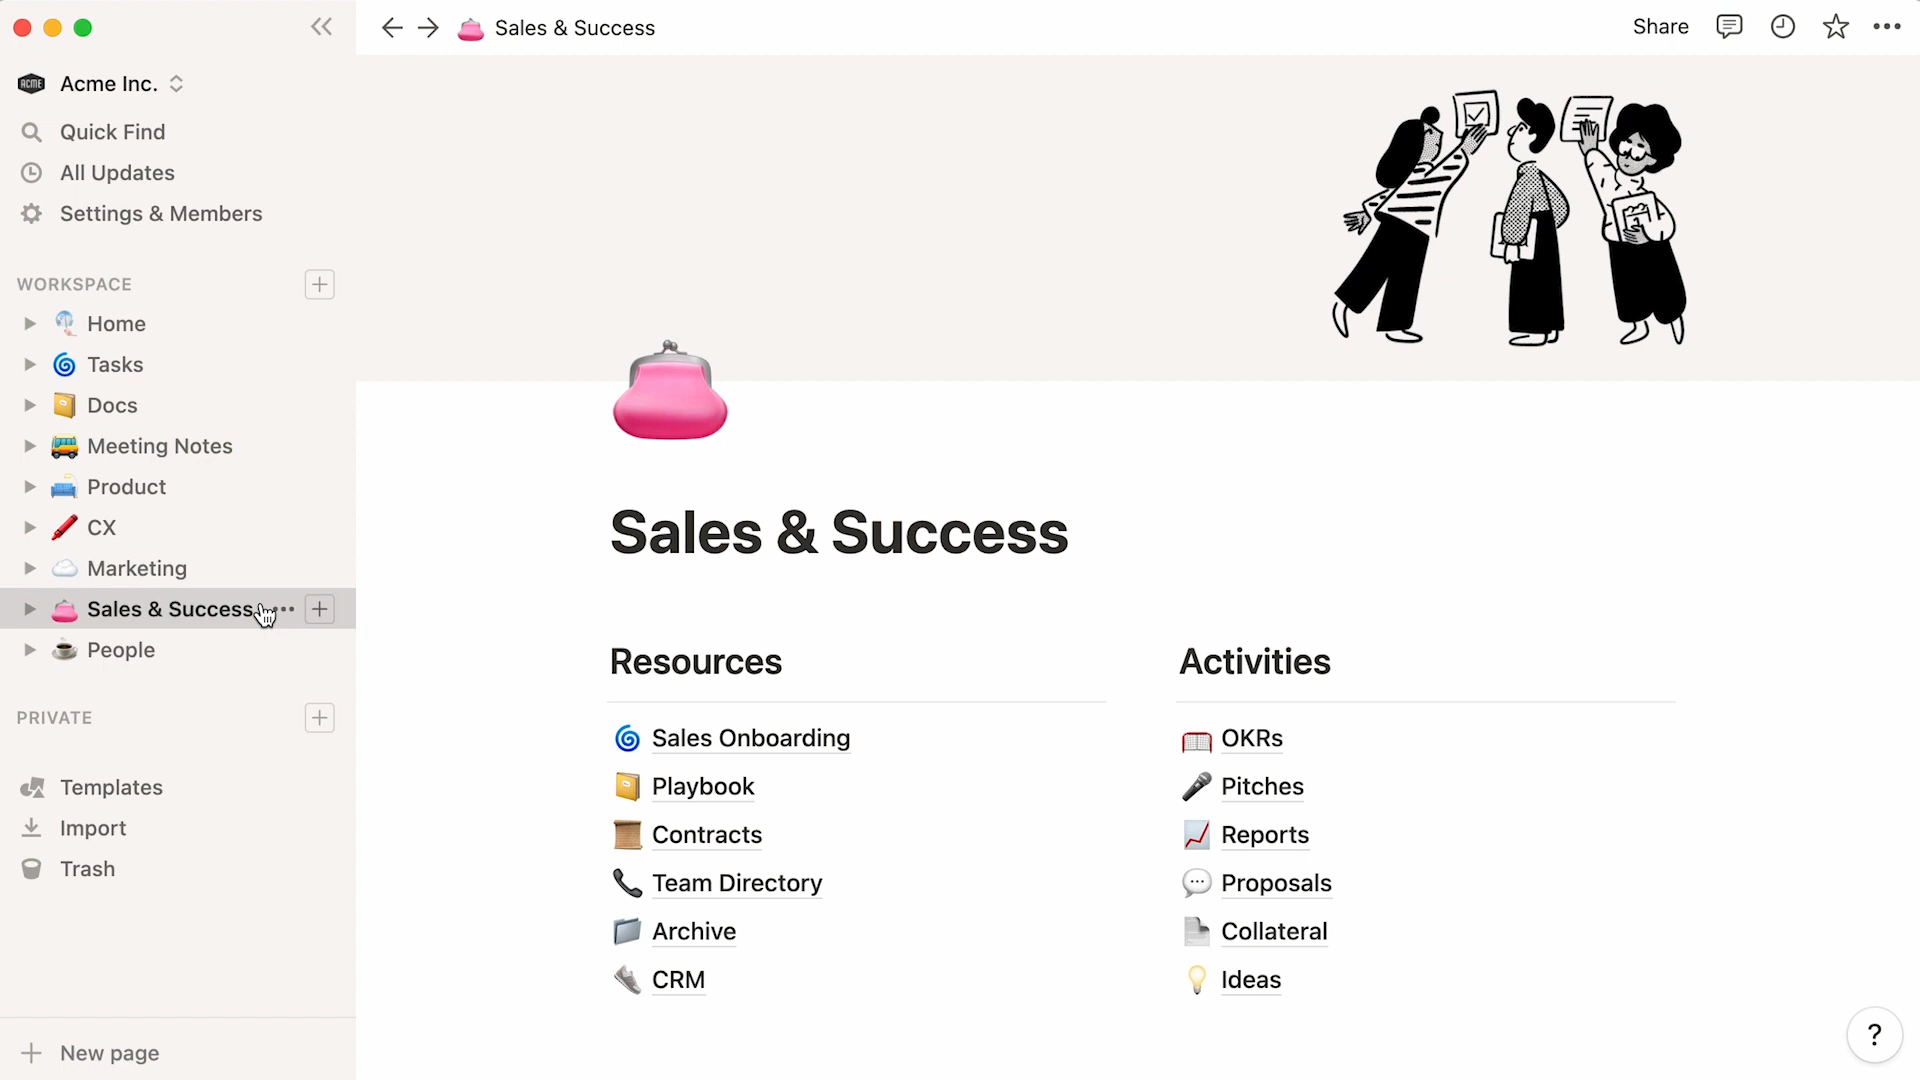 Sales & Success
Share
ACME
Acme Inc.
Quick Find
All Updates
Settings & Members
WORKSPACE
Home
Tasks
Docs
Meeting Notes
Product
CX
Marketing
Sales & Success
People
PRIVATE
Templates
Import
Trash
New page
Sales & Success
Resources
Sales Onboarding
Playbook
Contracts
Team Directory
Archive
CRM
Activities
OKRs
Pitches
Reports
Proposals
Collateral
Ideas
?